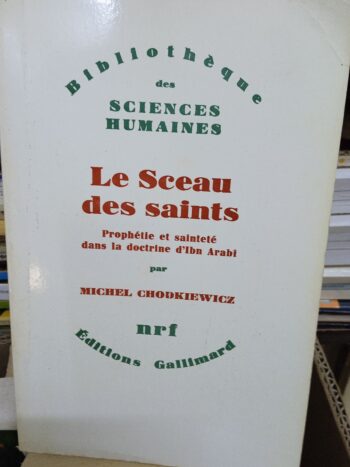 Bibliothèque
des
SCIENCES
HUMAINES
Le Sceau
des saints
Prophétie et sainteté
dans la doctrine d'Ibn Arabî
par
MICHEL CHODKIEWICZ
nrf
Éditions Gallimard